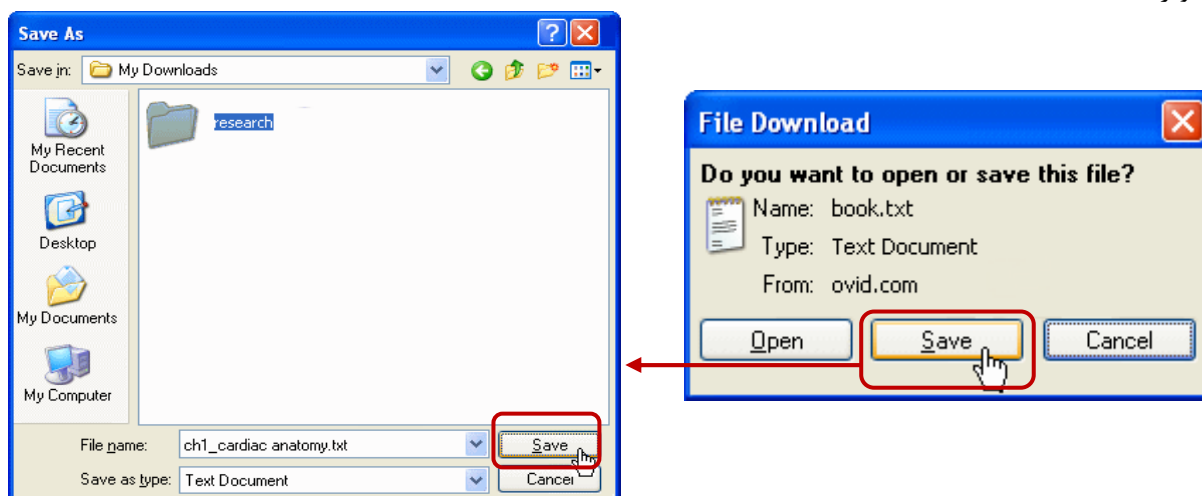 Save As
Save in: My Downloads
research
My Recent
Documents
Desktop
My Documents
My Computer
File name: ch1_cardiac anatomy.txt Save
Save as type: Text Document Cancel
File Download
Do you want to open or save this file?
Name: book.txt
Type: Text Document
From: ovid.com
Open Save Cancel